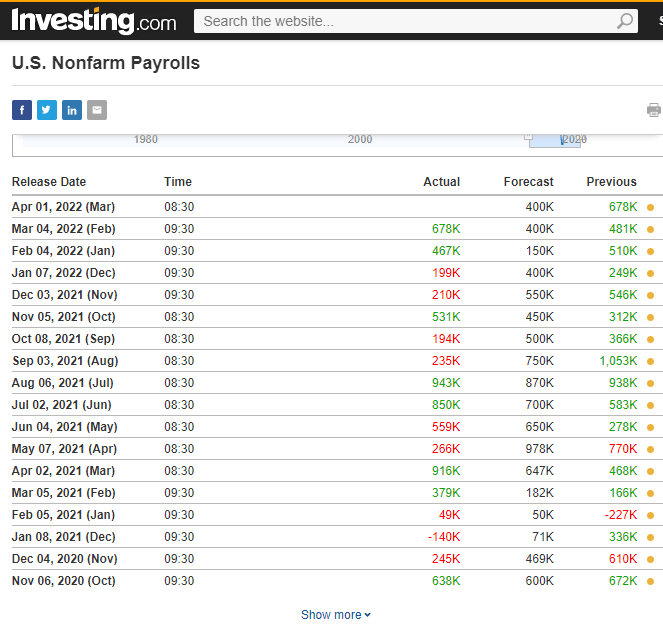 Investing.com Search the website...
U.S. Nonfarm Payrolls
1980 2000 2020
Release Date Time Actual Forecast Previous
Apr 01, 2022 (Mar) 08:30 400K 678K
Mar 04, 2022 (Feb) 09:30 678K 400K 481K
Feb 04, 2022 (Jan) 09:30 467K 150K 510K
Jan 07, 2022 (Dec) 09:30 199K 400K 249K
Dec 03, 2021 (Nov) 09:30 210K 550K 546K
Nov 05, 2021 (Oct) 08:30 531K 450K 312K
Oct 08, 2021 (Sep) 08:30 194K 500K 366K
Sep 03, 2021 (Aug) 08:30 235K 750K 1,053K
Aug 06, 2021 (Jul) 08:30 943K 870K 938K
Jul 02, 2021 (Jun) 08:30 850K 700K 583K
Jun 04, 2021 (May) 08:30 559K 650K 278K
May 07, 2021 (Apr) 08:30 266K 978K 770K
Apr 02, 2021 (Mar) 08:30 916K 647K 468K
Mar 05, 2021 (Feb) 09:30 379K 182K 166K
Feb 05, 2021 (Jan) 09:30 49K 50K -227K
Jan 08, 2021 (Dec) 09:30 -140K 71K 336K
Dec 04, 2020 (Nov) 09:30 245K 469K 610K
Nov 06, 2020 (Oct) 09:30 638K 600K 672K
Show more